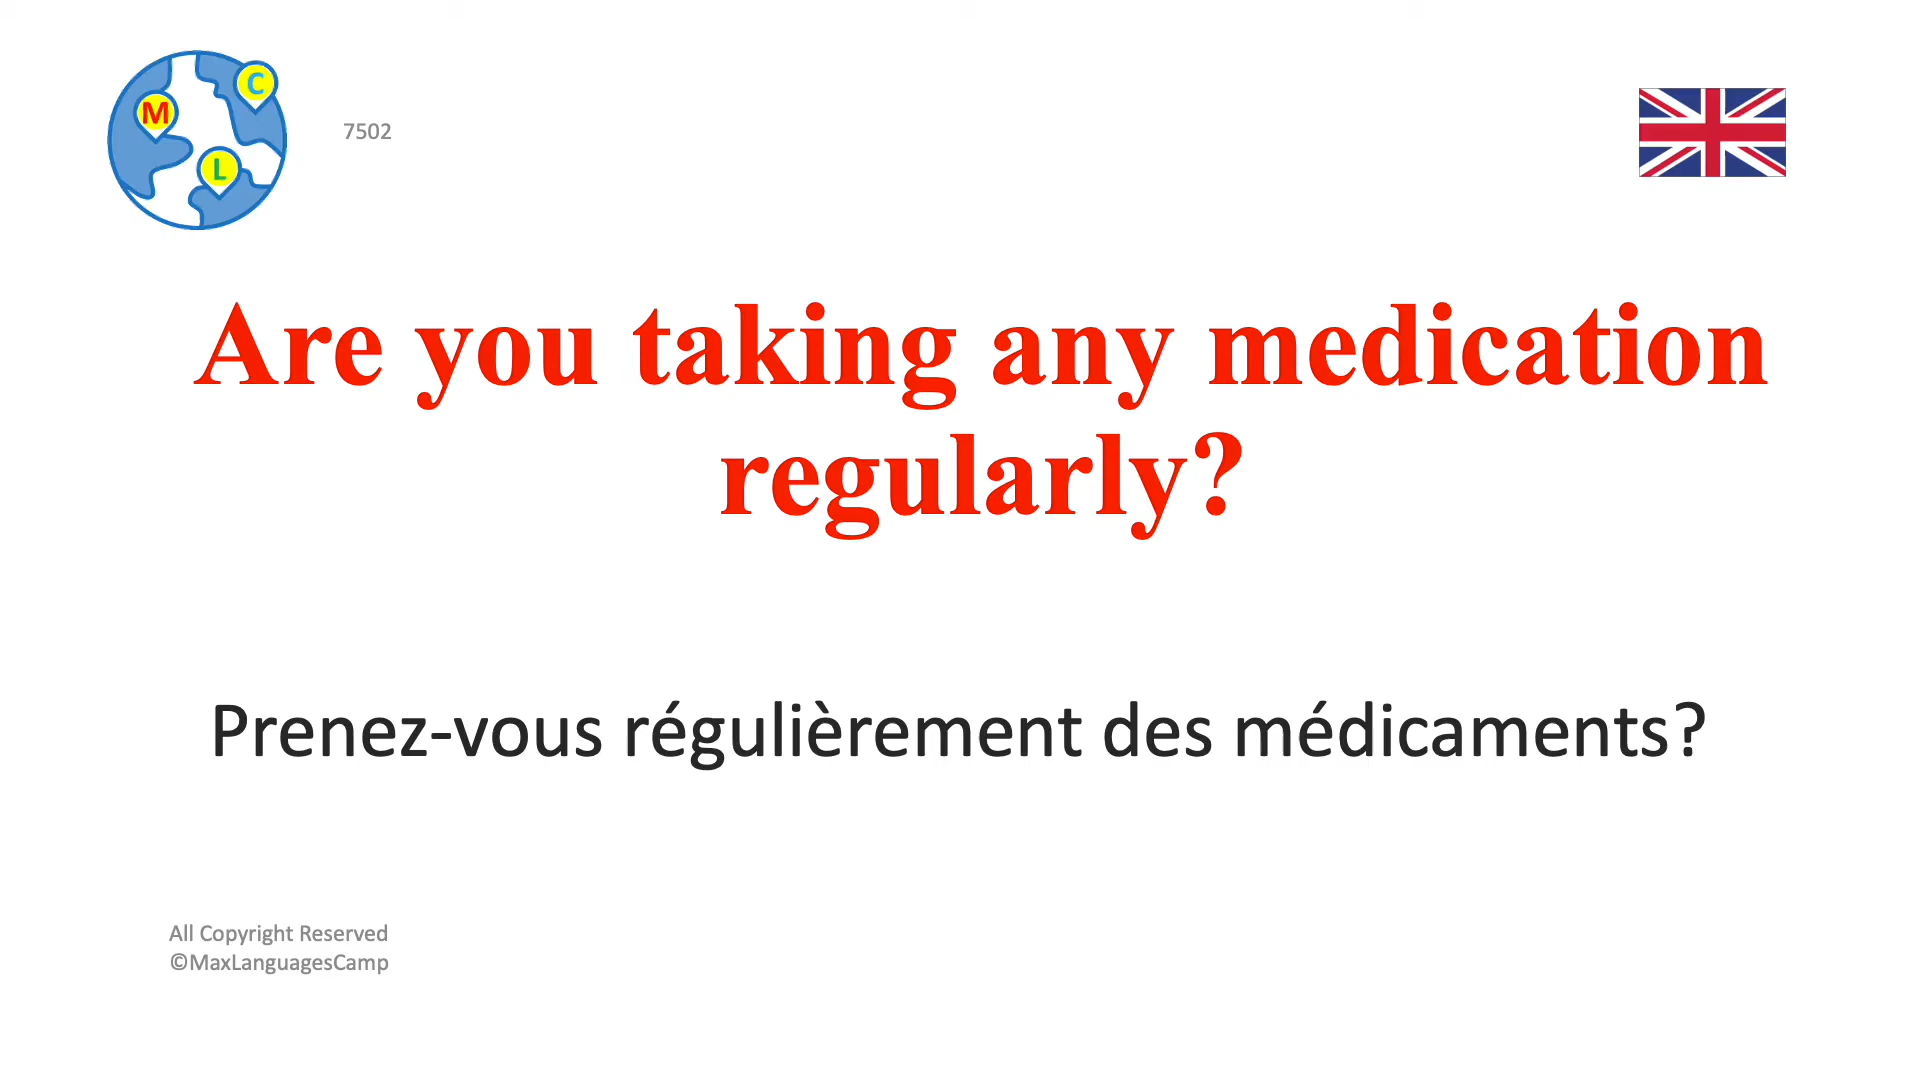 M
C
L
7502
Are you taking any medication
regularly?
Prenez-vous régulièrement des médicaments?
All Copyright Reserved
©MaxLanguagesCamp